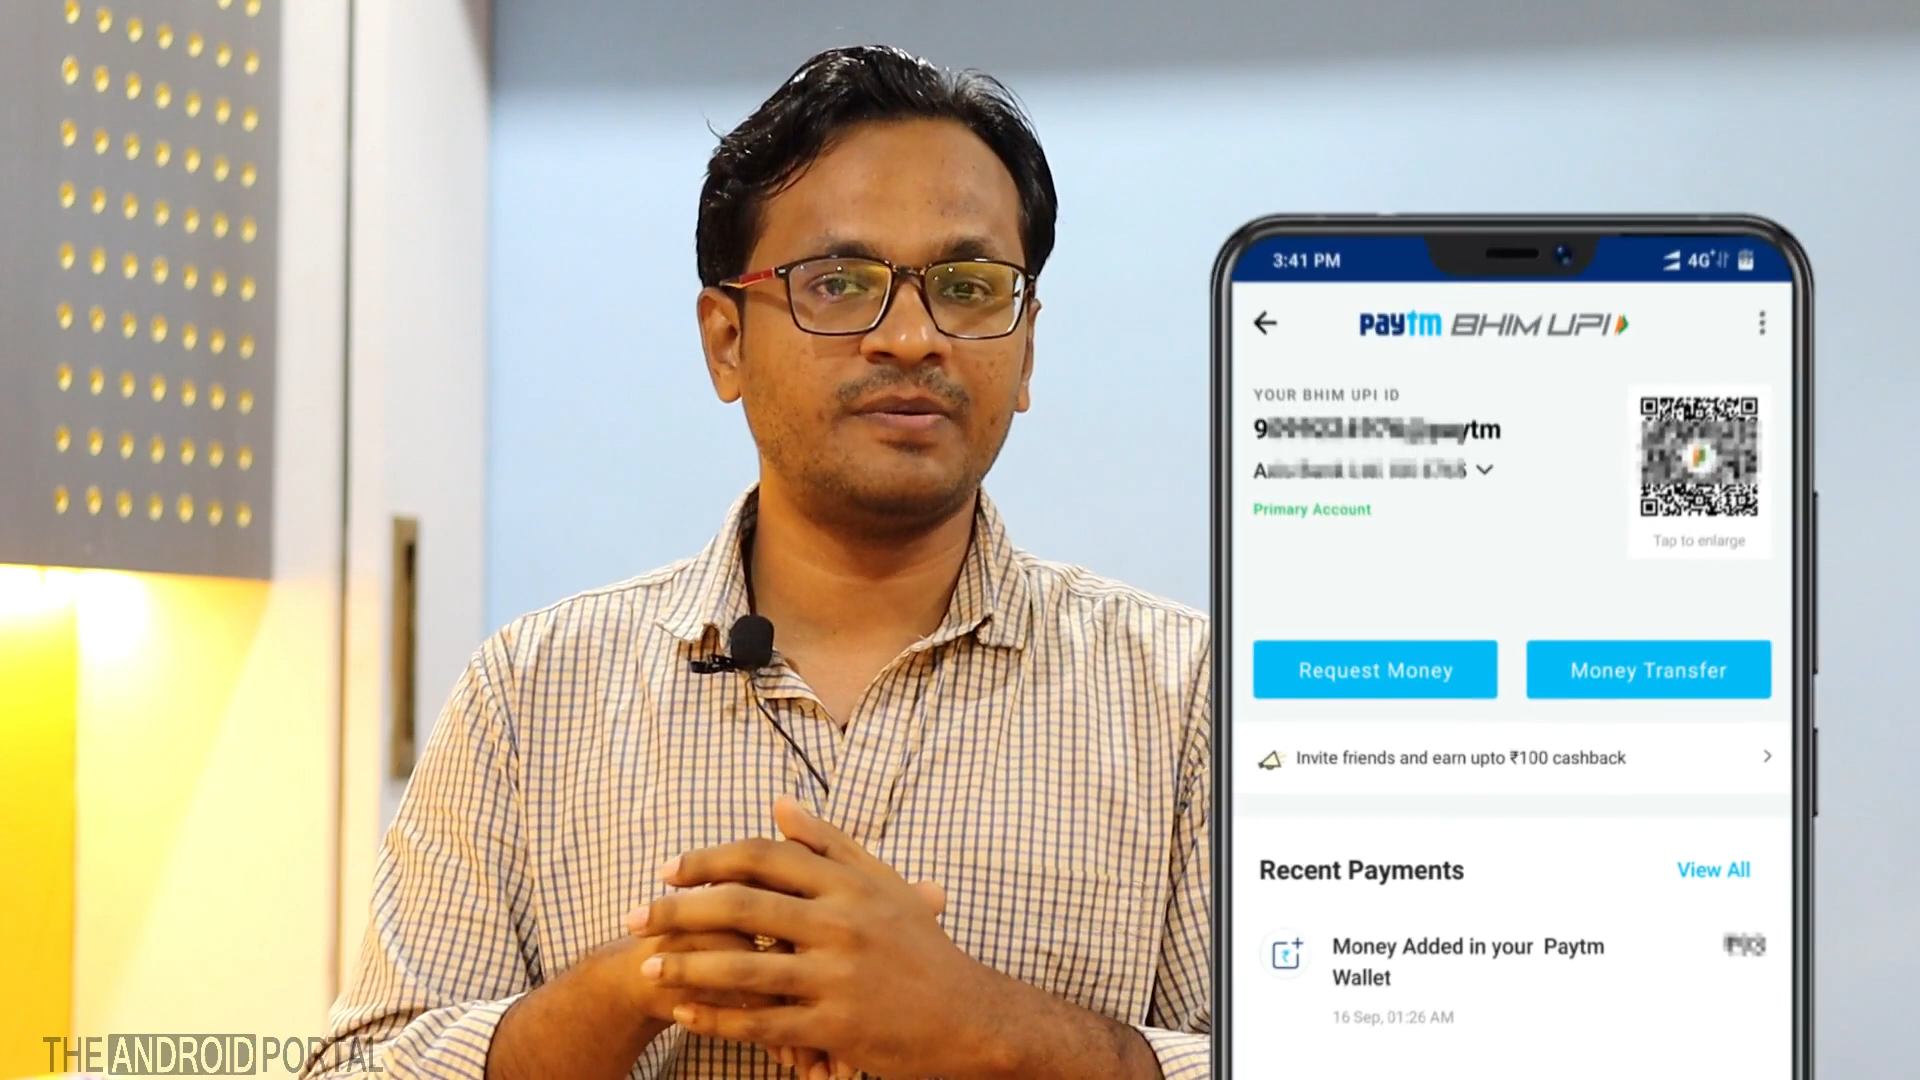 3:41 PM
4G+
paytm BHIM UPI
YOUR BHIM UPI ID
Primary Account
Tap to enlarge
Request Money
Money Transfer
Invite friends and earn upto ₹100 cashback
Recent Payments
View All
Money Added in your Paytm
Wallet
16 Sep, 01:26 AM
THE ANDROID PORTAL